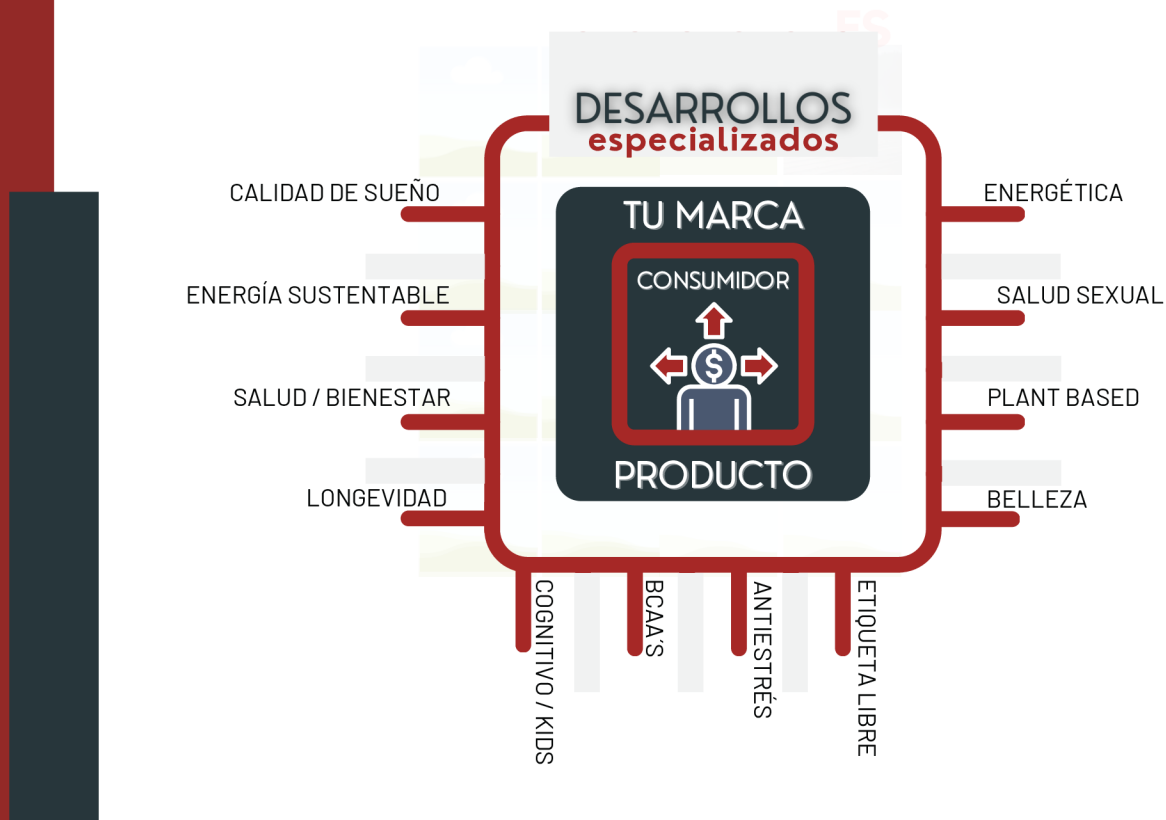 ES
DESARROLLOS
especializados
CALIDAD DE SUEÑO
ENERGÍA SUSTENTABLE
SALUD / BIENESTAR
LONGEVIDAD
TU MARCA
CONSUMIDOR
$
PRODUCTO
ENERGÉTICA
SALUD SEXUAL
PLANT BASED
BELLEZA
COGNITIVO / KIDS
BCAA´S
ANTIESTRÉS
ETIQUETA LIBRE